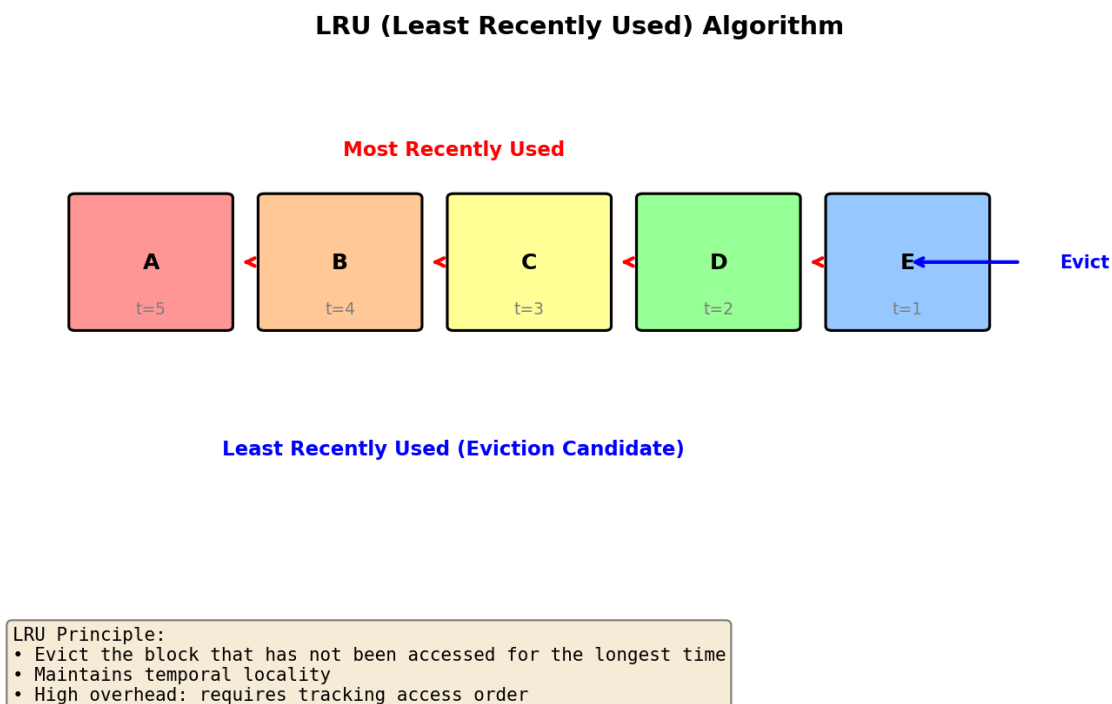 LRU (Least Recently Used) Algorithm
Most Recently Used
A
B
C
D
E
Evict
t=5
t=4
t=3
t=2
t=1
Least Recently Used (Eviction Candidate)
LRU Principle:
• Evict the block that has not been accessed for the longest time
• Maintains temporal locality
• High overhead: requires tracking access order